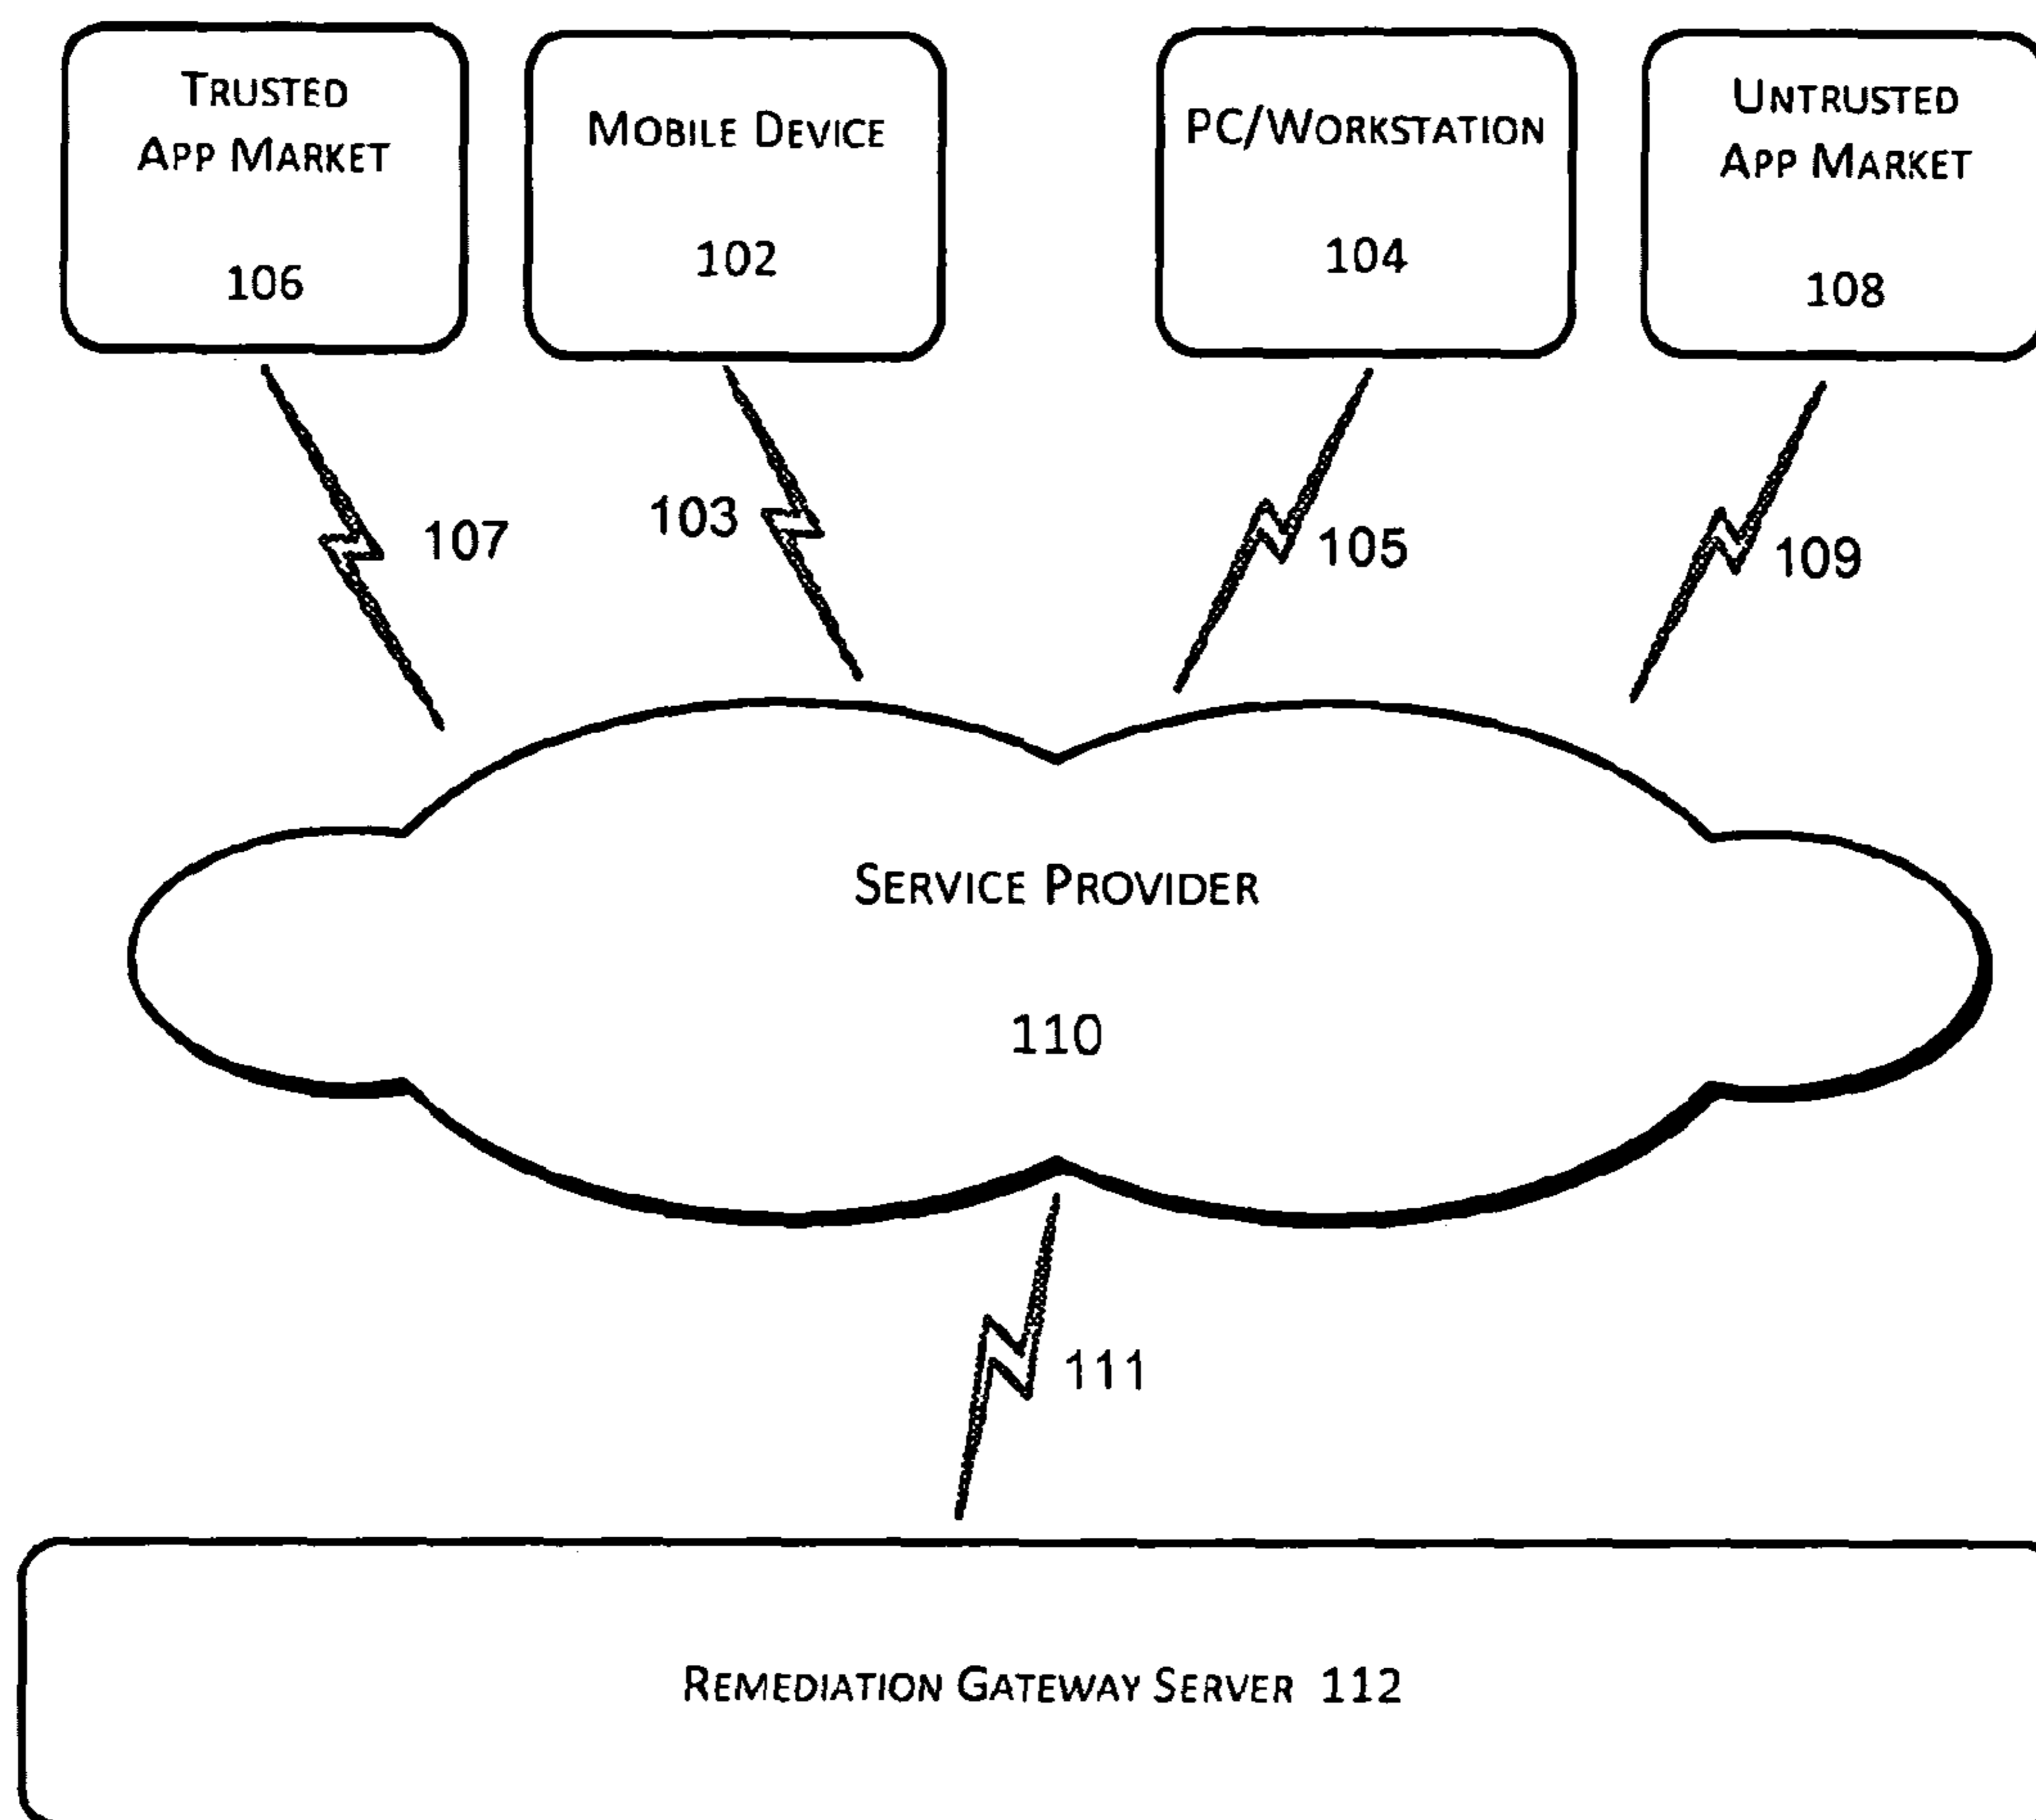 TRUSTED
APP MARKET
106
MOBILE DEVICE
102
PC/WORKSTATION
104
UNTRUSTED
APP MARKET
108
107
103
105
109
SERVICE PROVIDER
110
111
REMEDIATION GATEWAY SERVER 112